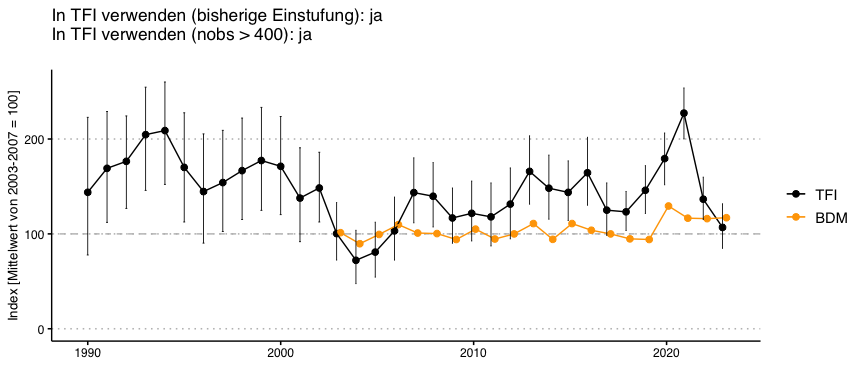 In TFI verwenden (bisherige Einstufung): ja
In TFI verwenden (nobs > 400): ja
Index [Mittelwert von 2003-2007 = 100]
200
100
0
1990
2000
2010
2020
TFI
BDM